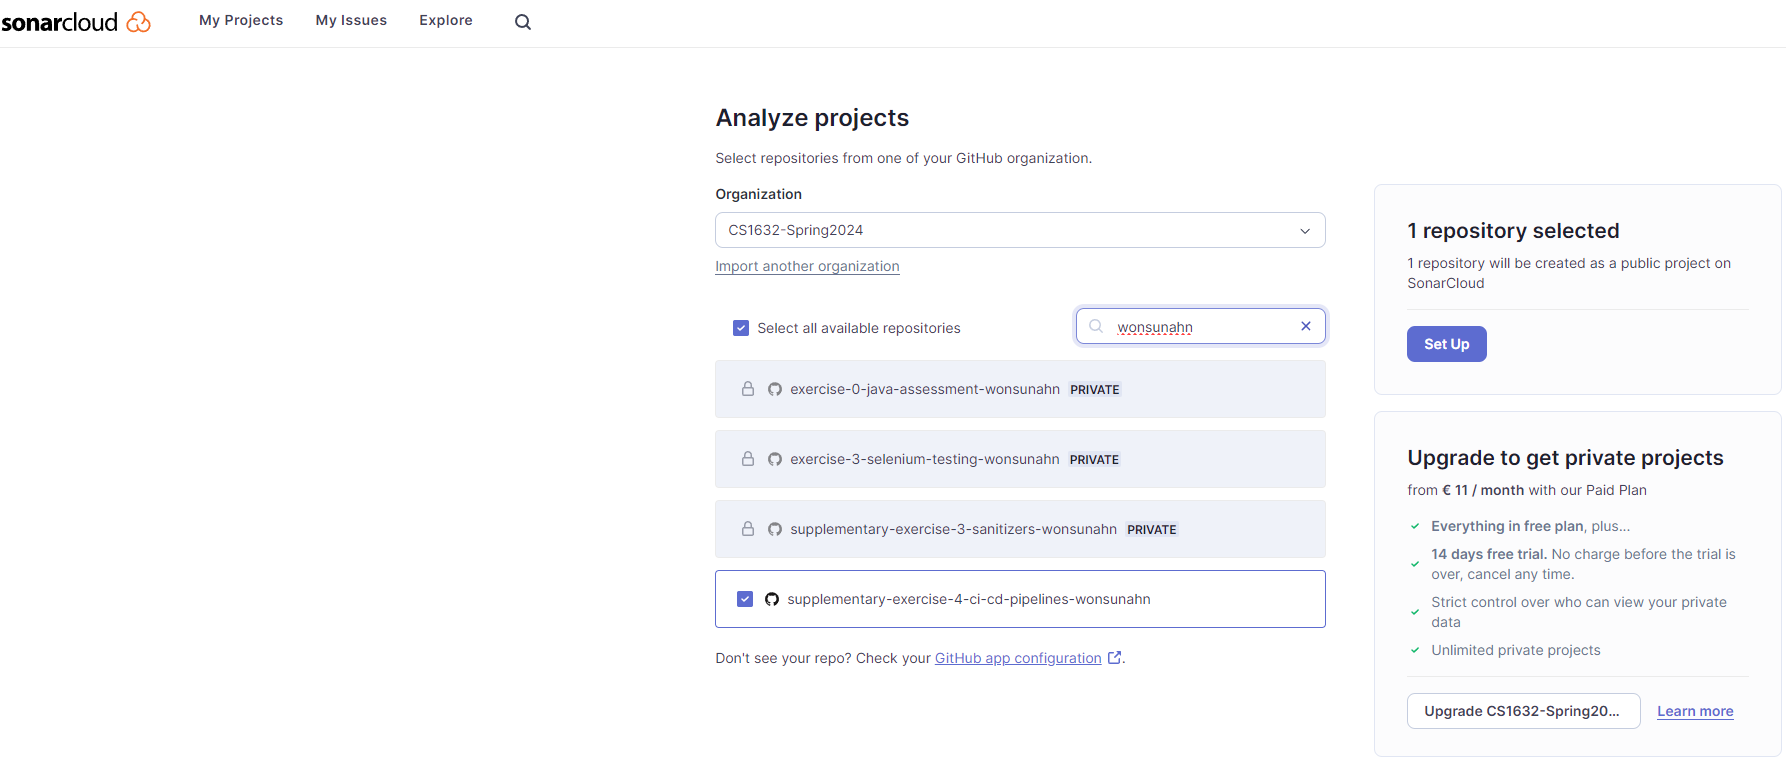 sonarcloud My Projects My Issues Explore
Analyze projects
Select repositories from one of your GitHub organization.
Organization
CS1632-Spring2024
Import another organization
Select all available repositories wonsunahn
exercise-0-java-assessment-wonsunahn PRIVATE
exercise-3-selenium-testing-wonsunahn PRIVATE
supplementary-exercise-3-sanitizers-wonsunahn PRIVATE
supplementary-exercise-4-ci-cd-pipelines-wonsunahn
Don't see your repo? Check your GitHub app configuration.
1 repository selected
1 repository will be created as a public project on
SonarCloud
Set Up
Upgrade to get private projects
from € 11 / month with our Paid Plan
Everything in free plan, plus...
14 days free trial. No charge before the trial is
over, cancel any time.
Strict control over who can view your private
data
Unlimited private projects
Upgrade CS1632-Spring20... Learn more